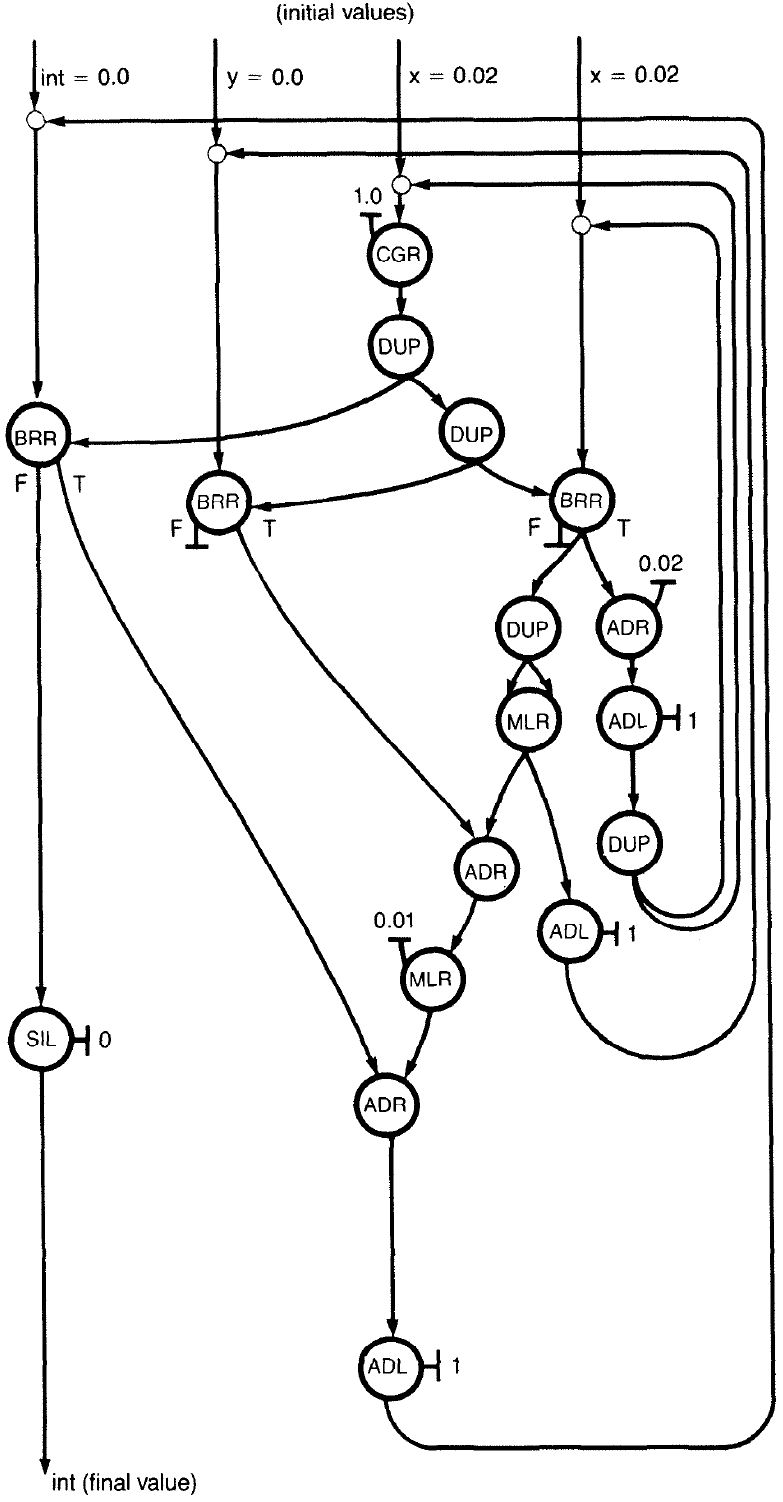 (initial values)
int = 0.0
y = 0.0
x = 0.02
x = 0.02
1.0
CGR
DUP
DUP
BRR
F
T
BRR
F
T
BRR
F
T
0.02
DUP
ADR
MLR
ADL
1
DUP
ADR
0.01
ADL
1
MLR
SIL
0
ADR
ADL
1
int (final value)